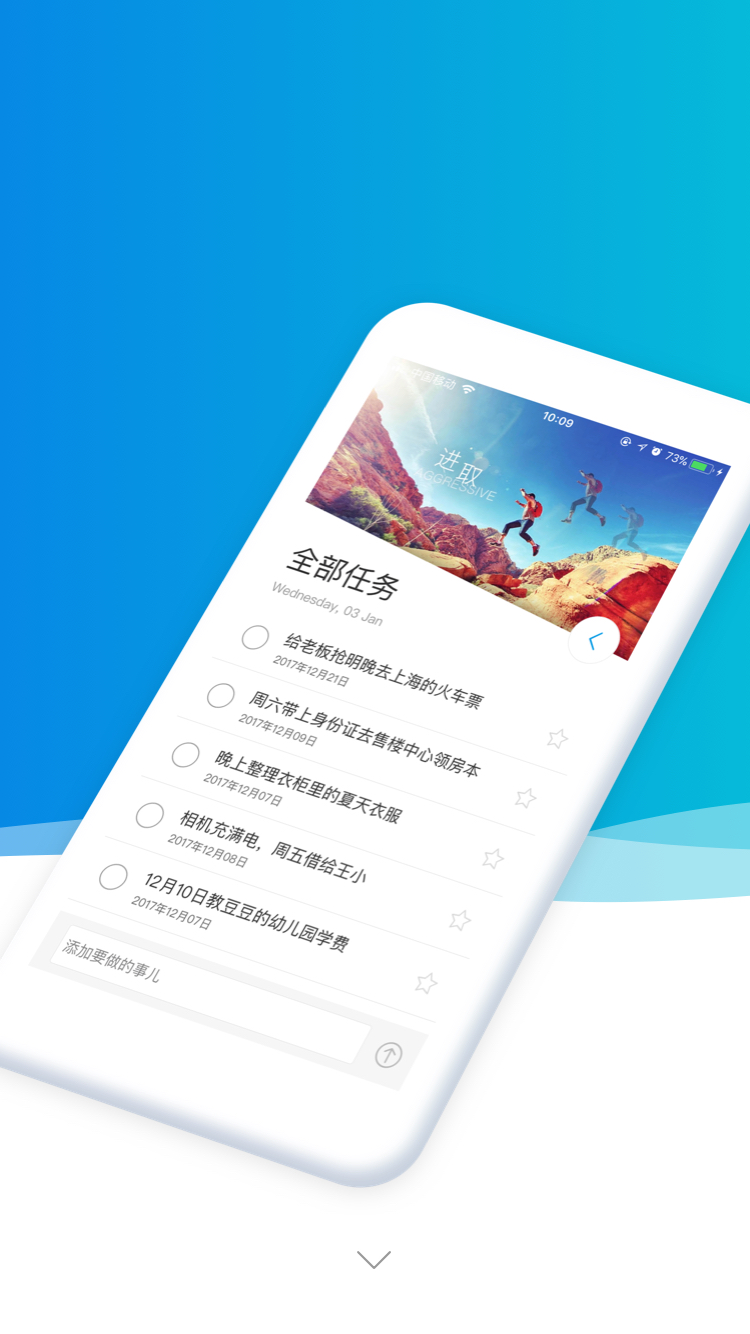 中国移动
10:09
73%
进取
AGGRESSIVE
全部任务
Wednesday, 03 Jan
给老板抢明晚去上海的火车票
2017年12月21日
周六带上身份证去售楼中心领房本
2017年12月09日
晚上整理衣柜里的夏天衣服
2017年12月07日
相机充满电，周五借给王小
2017年12月08日
12月10日教豆豆的幼儿园学费
2017年12月07日
添加要做的事儿